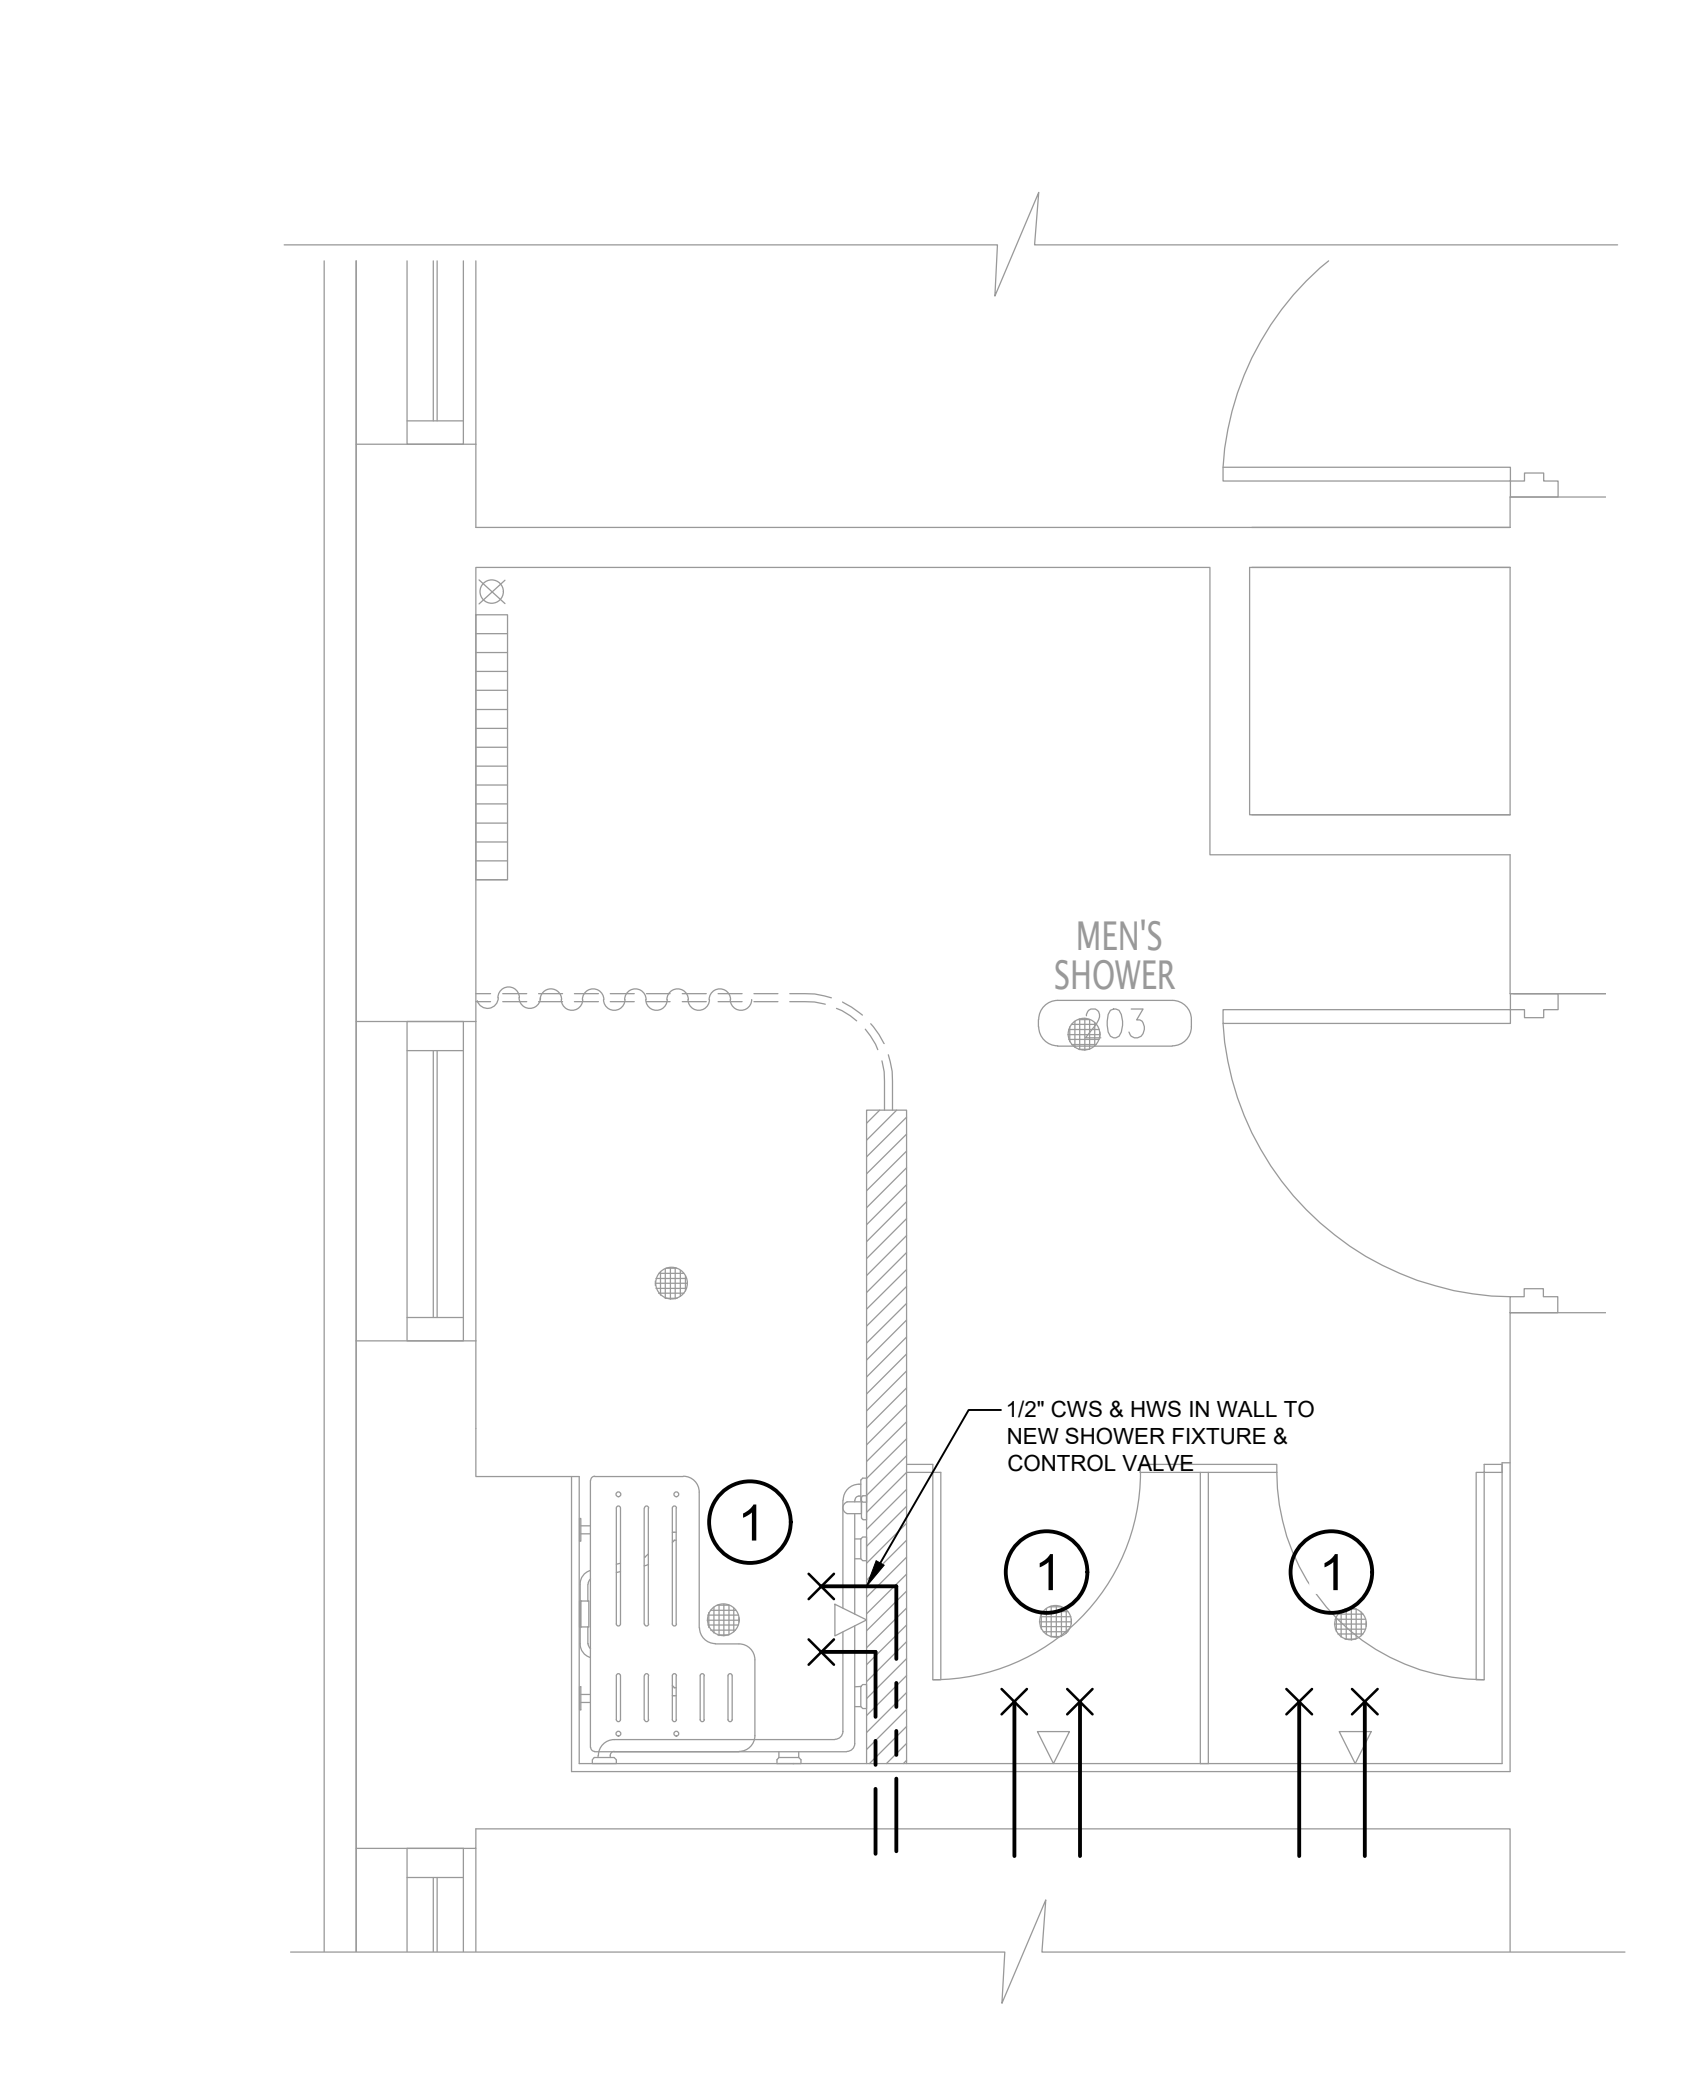 MEN'S
SHOWER
203
1/2" CWS & HWS IN WALL TO
NEW SHOWER FIXTURE &
CONTROL VALVE
1
1
1